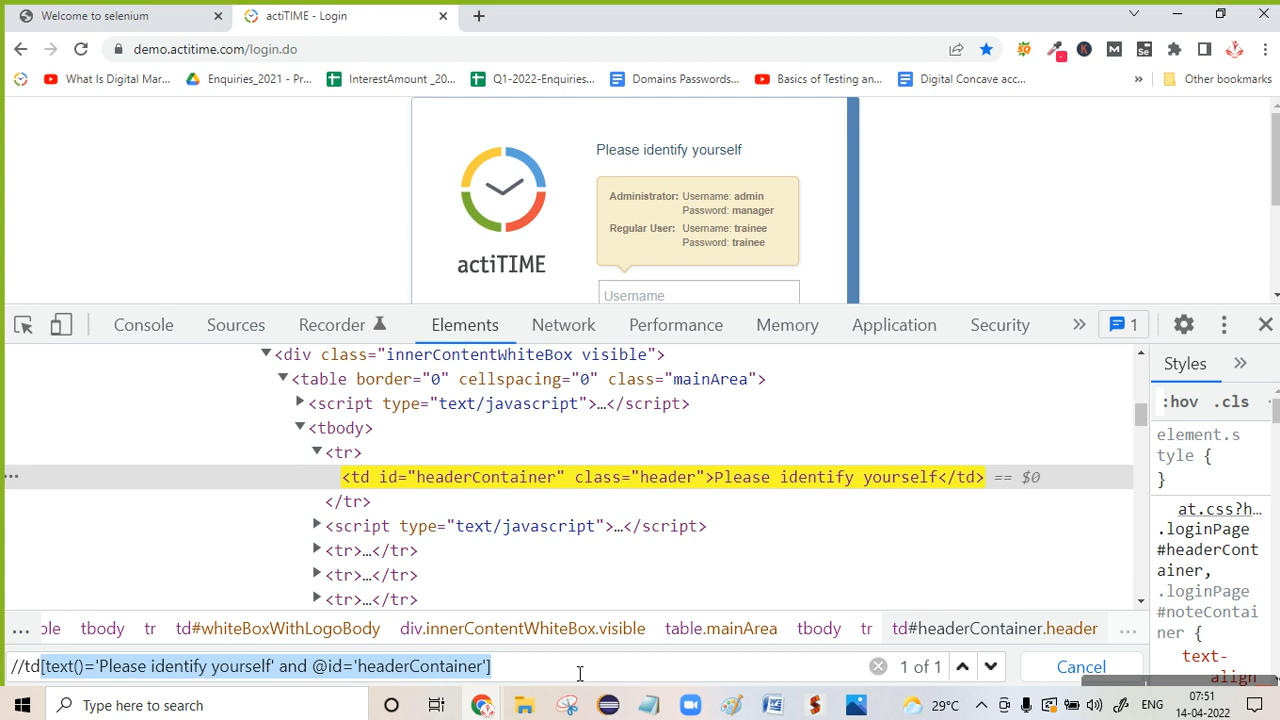 Welcome to selenium
actiTIME - Login
demo.actitime.com/login.do
What Is Digital Mar...
Enquiries_2021 - Pr...
InterestAmount _20...
Q1-2022-Enquiries...
Domains Passwords...
Basics of Testing an...
Digital Concave acc...
»
Other bookmarks
Please identify yourself
Administrator: Username: admin
Password: manager
Regular User: Username: trainee
Password: trainee
actiTIME
Username
Console
Sources
Recorder
Elements
Network
Performance
Memory
Application
Security
»
1
<div class="innerContentWhiteBox visible">
<table border="0" cellspacing="0" class="mainArea">
<script type="text/javascript">…</script>
<tbody>
<tr>
<td id="headerContainer" class="header">Please identify yourself</td> == $0
</tr>
<script type="text/javascript">…</script>
<tr>…</tr>
<tr>…</tr>
<tr>…</tr>
Styles
»
:hov .cls
element.s
tyle {
}
at.css?h…
.loginPage
#headerCont
ainer,
.loginPage
#noteContai
ner {
text-
align
... ble tbody tr td#whiteBoxWithLogoBody div.innerContentWhiteBox.visible table.mainArea tbody tr td#headerContainer.header ...
//td[text()='Please identify yourself' and @id='headerContainer']
1 of 1
Cancel
Type here to search
29°C
ENG
07:51
14-04-2022